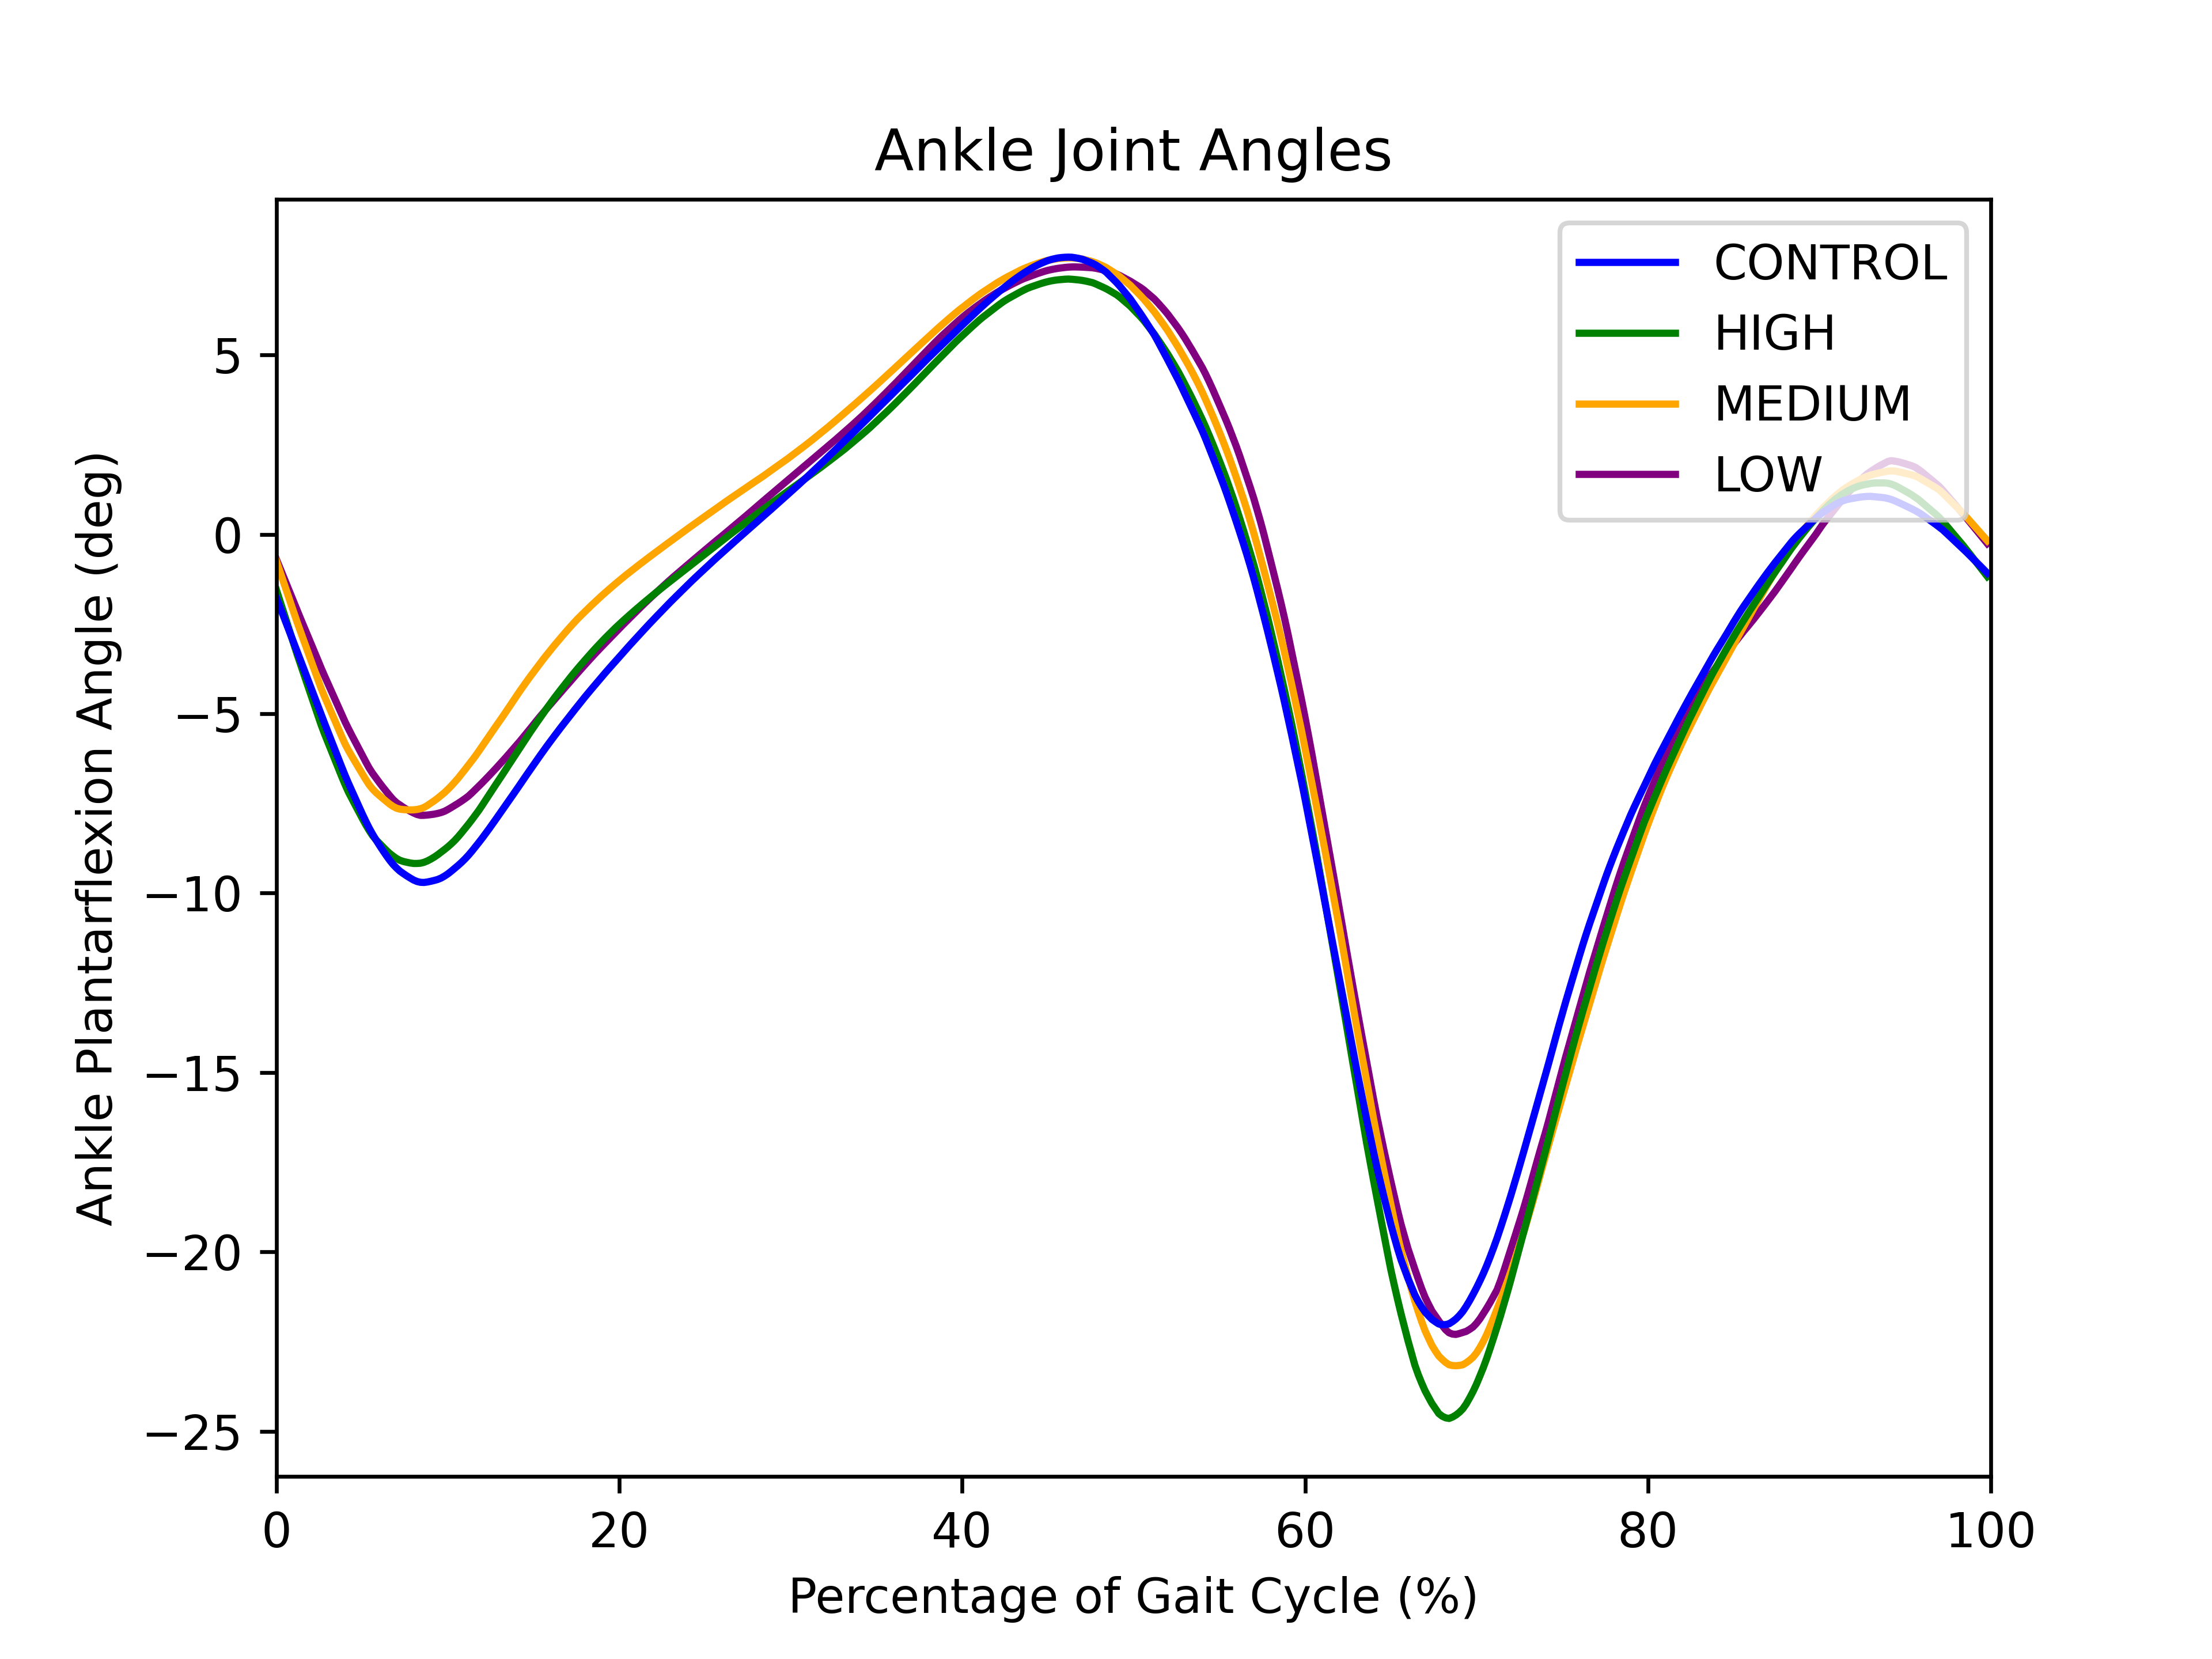 Ankle Joint Angles
CONTROL
HIGH
MEDIUM
LOW
Ankle Plantarflexion Angle (deg)
5
0
−5
−10
−15
−20
−25
0 20 40 60 80 100
Percentage of Gait Cycle (%)